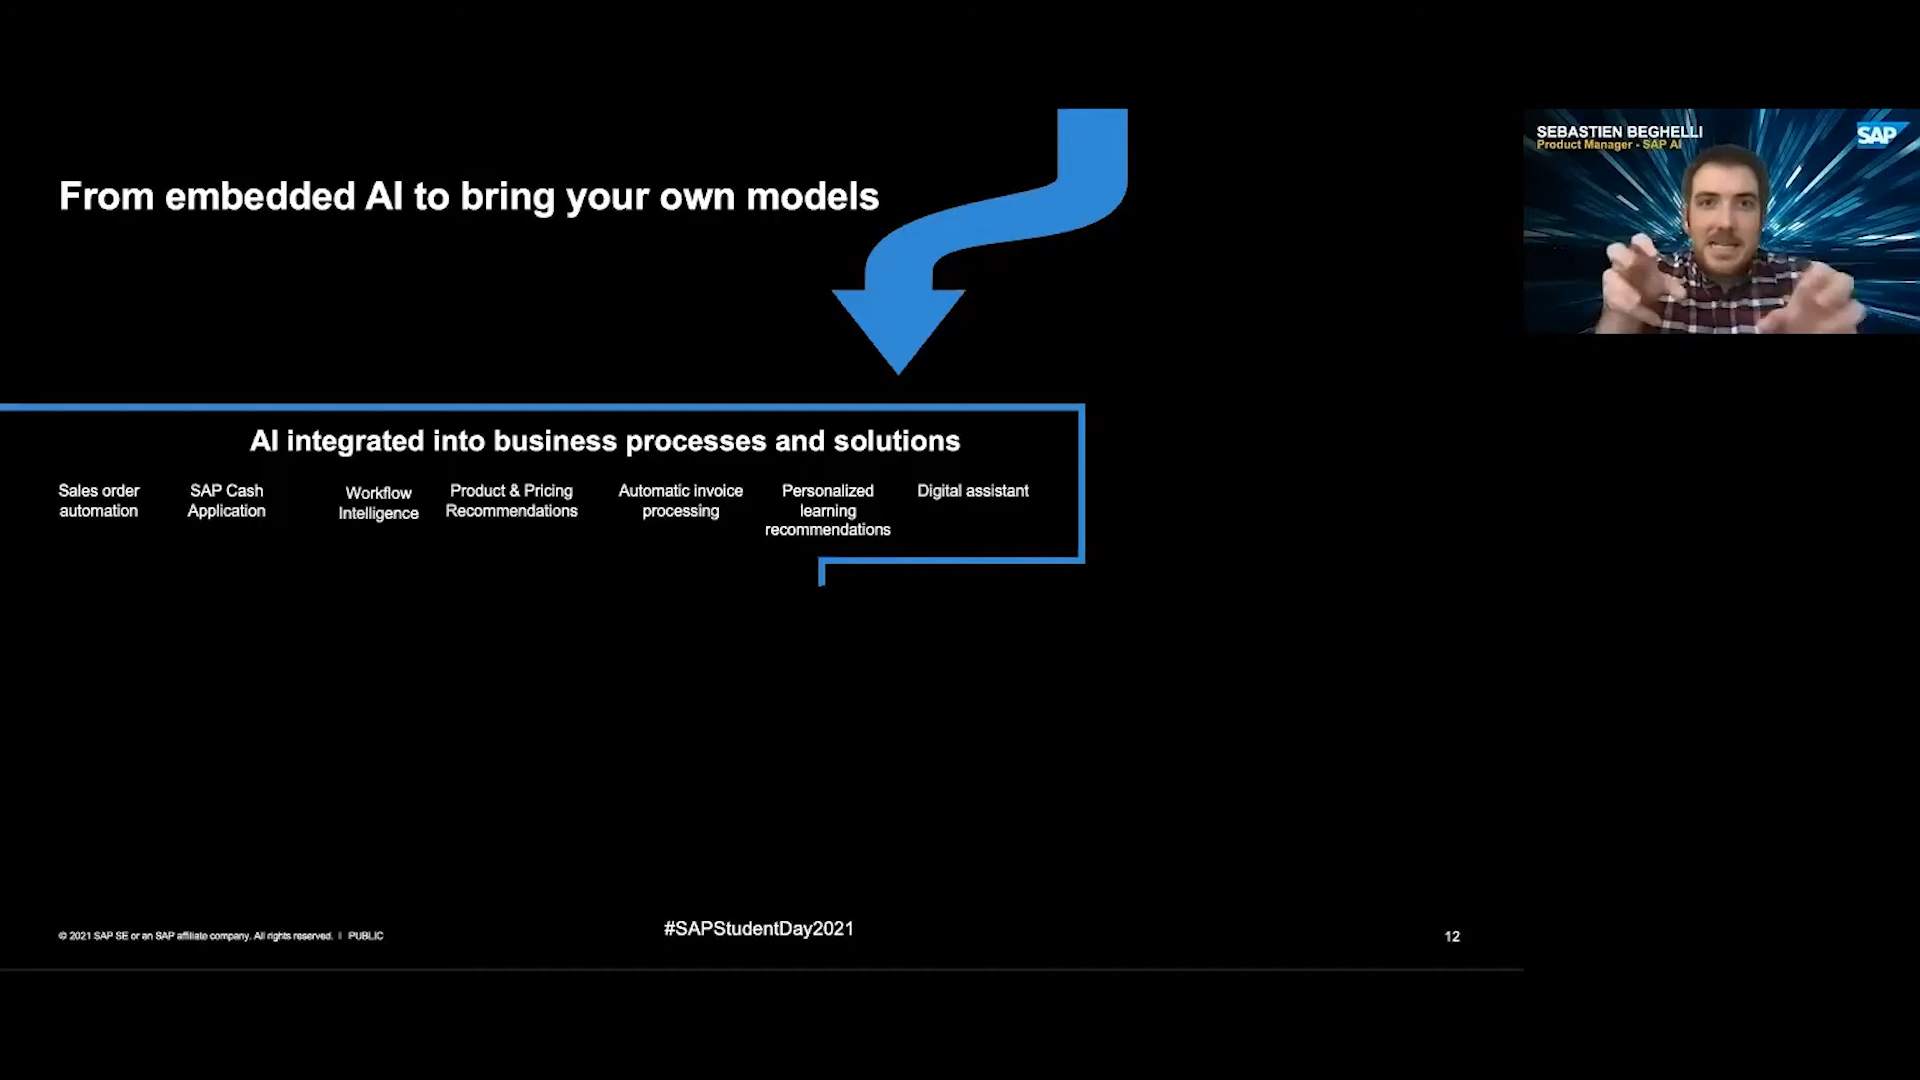 From embedded AI to bring your own models
SEBASTIEN BEGHELLI
Product Manager - SAP AI
SAP
AI integrated into business processes and solutions
Sales order
automation
SAP Cash
Application
Workflow
Intelligence
Product & Pricing
Recommendations
Automatic invoice
processing
Personalized
learning
recommendations
Digital assistant
© 2021 SAP SE or an SAP affiliate company. All rights reserved. I PUBLIC
#SAPStudentDay2021
12